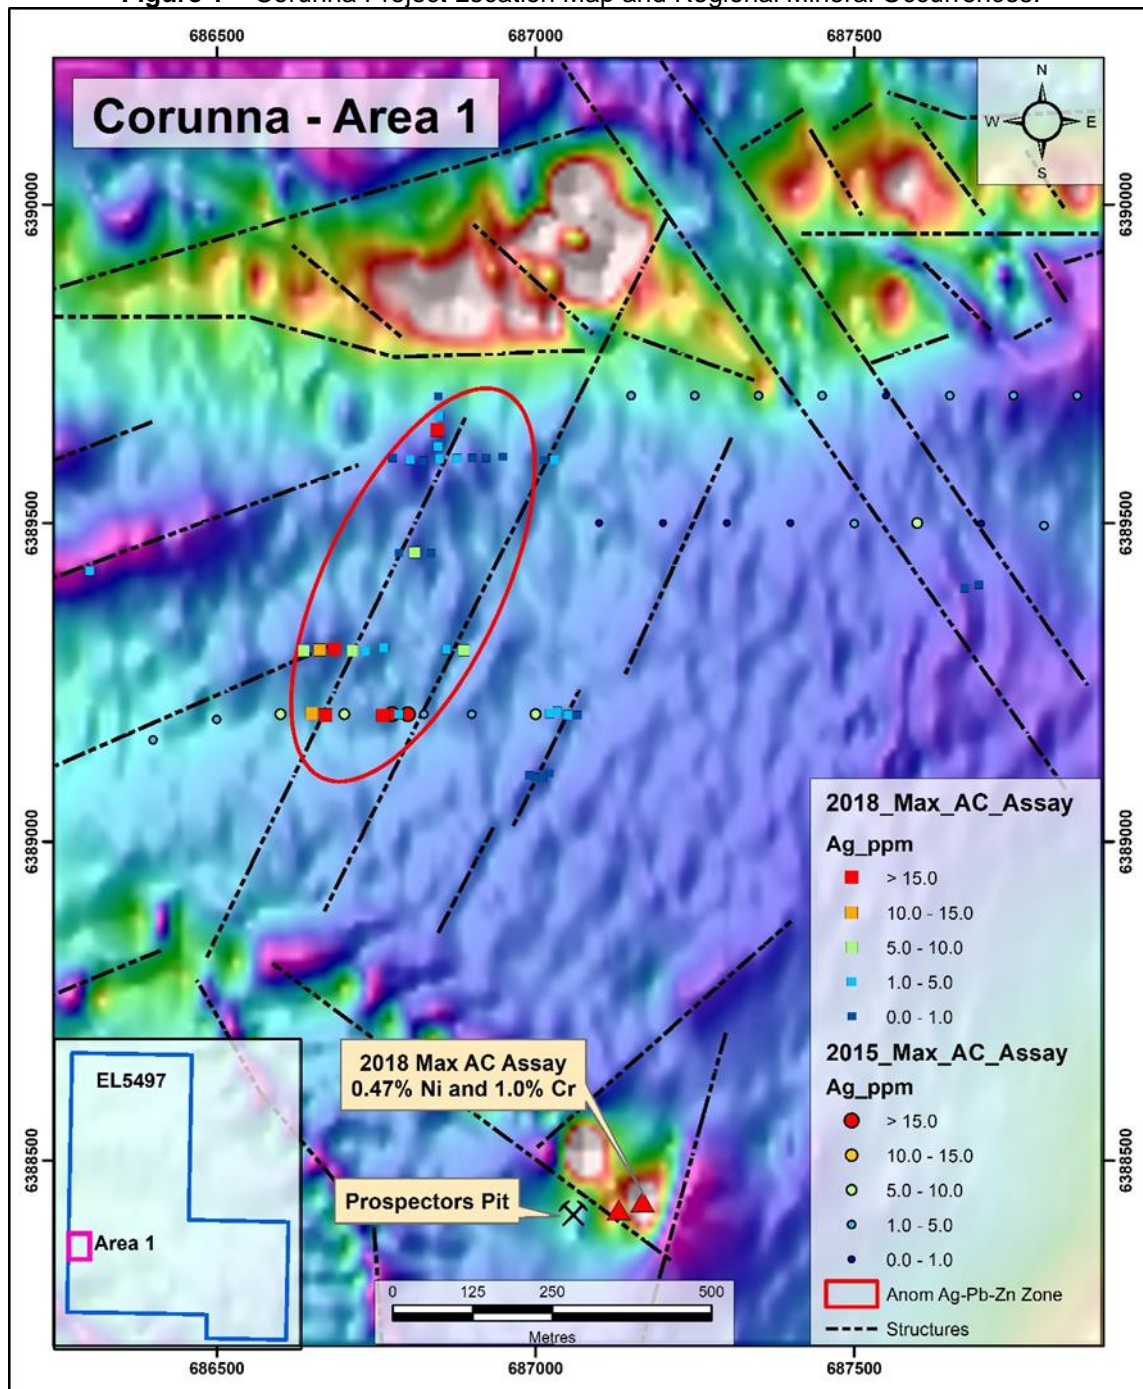 Figure 1 – Corunna Project Location Map and Regional Mineral Occurrences.
686500 687000 687500
Corunna - Area 1
N
W E
S
6390000 6390000
6389500 6389500
6389000 6389000
6388500 6388500
2018_Max_AC_Assay
Ag_ppm
> 15.0
10.0 - 15.0
5.0 - 10.0
1.0 - 5.0
0.0 - 1.0
2015_Max_AC_Assay
Ag_ppm
> 15.0
10.0 - 15.0
5.0 - 10.0
1.0 - 5.0
0.0 - 1.0
Anom Ag-Pb-Zn Zone
Structures
2018 Max AC Assay
0.47% Ni and 1.0% Cr
Prospectors Pit
EL5497
Area 1
0 125 250 500
Metres
686500 687000 687500